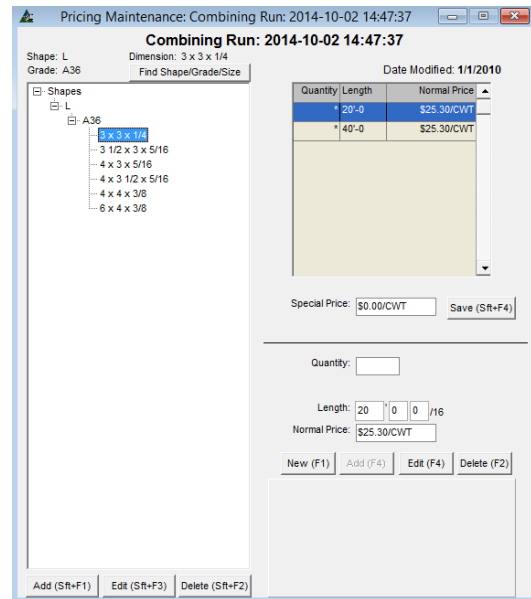 Pricing Maintenance: Combining Run: 2014-10-02 14:47:37
Combining Run: 2014-10-02 14:47:37
Shape: L Dimension: 3 x 3 x 1/4
Grade: A36 Find Shape/Grade/Size Date Modified: 1/1/2010
Shapes
L
A36
3 x 3 x 1/4
3 1/2 x 3 x 5/16
4 x 3 x 5/16
4 x 3 1/2 x 5/16
4 x 4 x 3/8
6 x 4 x 3/8
Quantity Length Normal Price
* 20'-0 $25.30/CWT
* 40'-0 $25.30/CWT
Special Price: $0.00/CWT Save (Sft+F4)
Quantity:
Length: 20 ' 0 0 /16
Normal Price: $25.30/CWT
New (F1) Add (F4) Edit (F4) Delete (F2)
Add (Sft+F1) Edit (Sft+F3) Delete (Sft+F2)